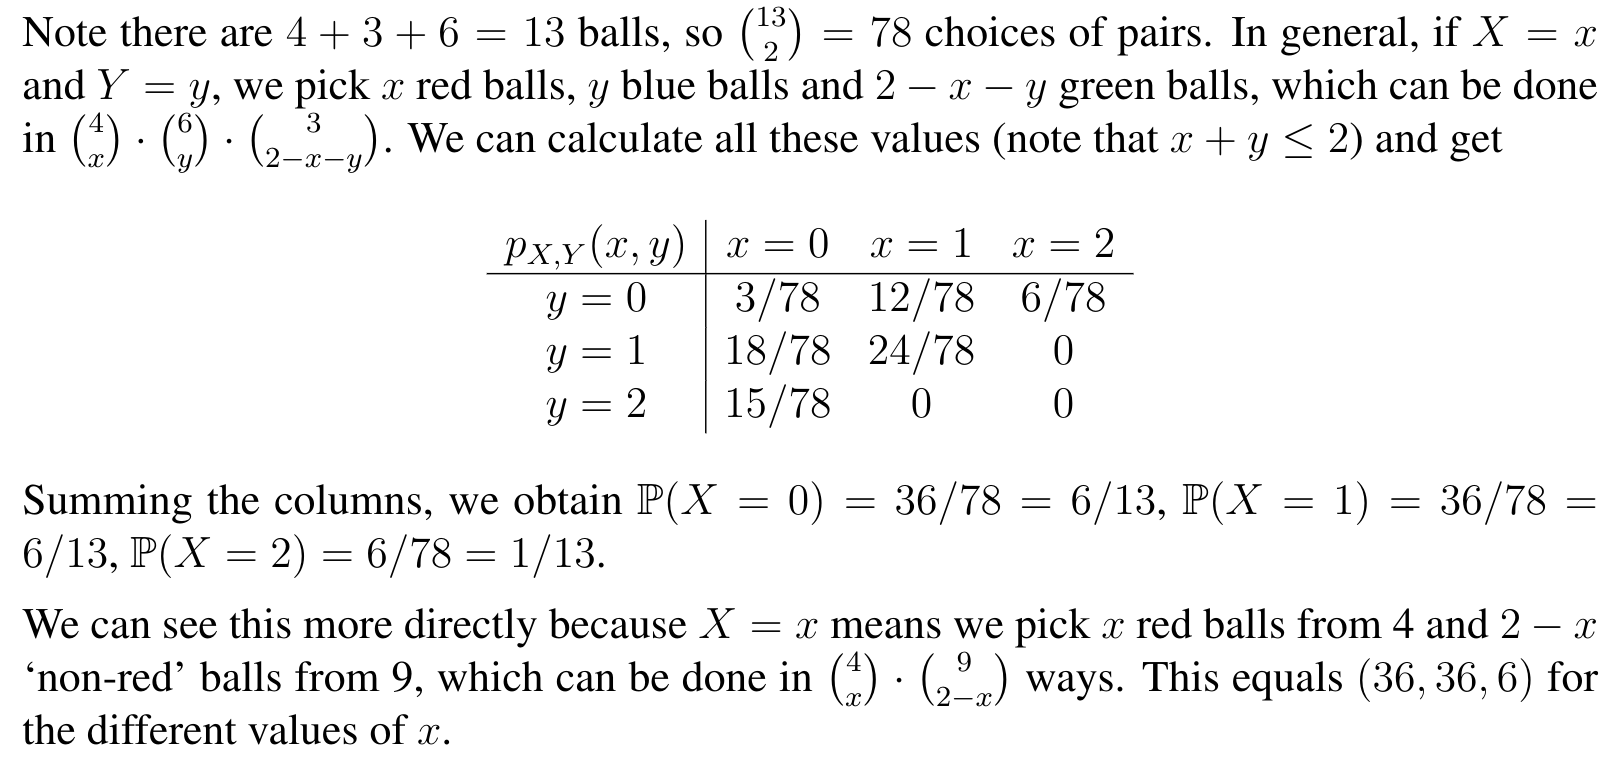 Note there are 4 + 3 + 6 = 13 balls, so $\binom{13}{2}$ = 78 choices of pairs. In general, if $X = x$
and $Y = y$, we pick $x$ red balls, $y$ blue balls and $2 - x - y$ green balls, which can be done
in $\binom{4}{x} \cdot \binom{6}{y} \cdot \binom{3}{2-x-y}$. We can calculate all these values (note that $x + y \leq 2$) and get
$p_{X,Y}(x, y)$ | $x = 0$ $x = 1$ $x = 2$
$y = 0$ | 3/78 12/78 6/78
$y = 1$ | 18/78 24/78 0
$y = 2$ | 15/78 0 0
Summing the columns, we obtain $\mathbb{P}(X = 0) = 36/78 = 6/13$, $\mathbb{P}(X = 1) = 36/78 =$
$6/13$, $\mathbb{P}(X = 2) = 6/78 = 1/13$.
We can see this more directly because $X = x$ means we pick $x$ red balls from 4 and $2 - x$
‘non-red’ balls from 9, which can be done in $\binom{4}{x} \cdot \binom{9}{2-x}$ ways. This equals $(36, 36, 6)$ for
the different values of $x$.